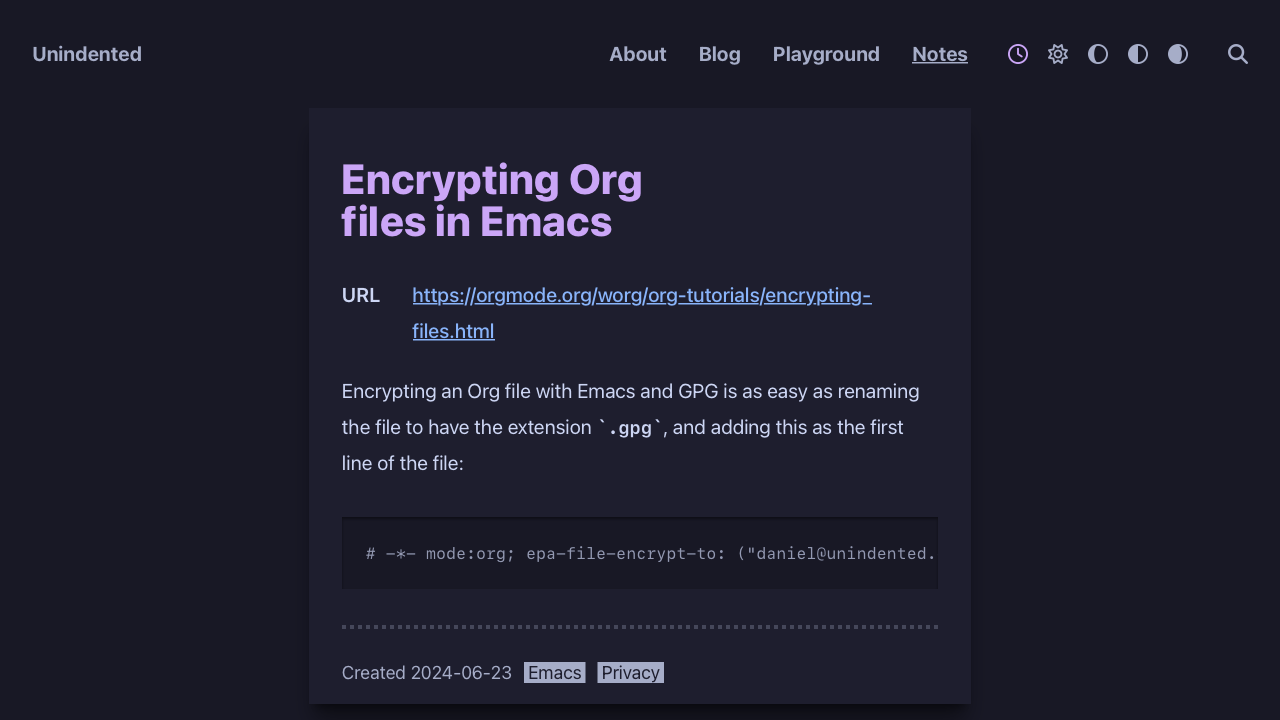 Unindented
About Blog Playground Notes
Encrypting Org
files in Emacs
URL https://orgmode.org/worg/org-tutorials/encrypting-
files.html
Encrypting an Org file with Emacs and GPG is as easy as renaming
the file to have the extension `.gpg`, and adding this as the first
line of the file:
# -*- mode:org; epa-file-encrypt-to: ("daniel@unindented.
Created 2024-06-23 Emacs Privacy